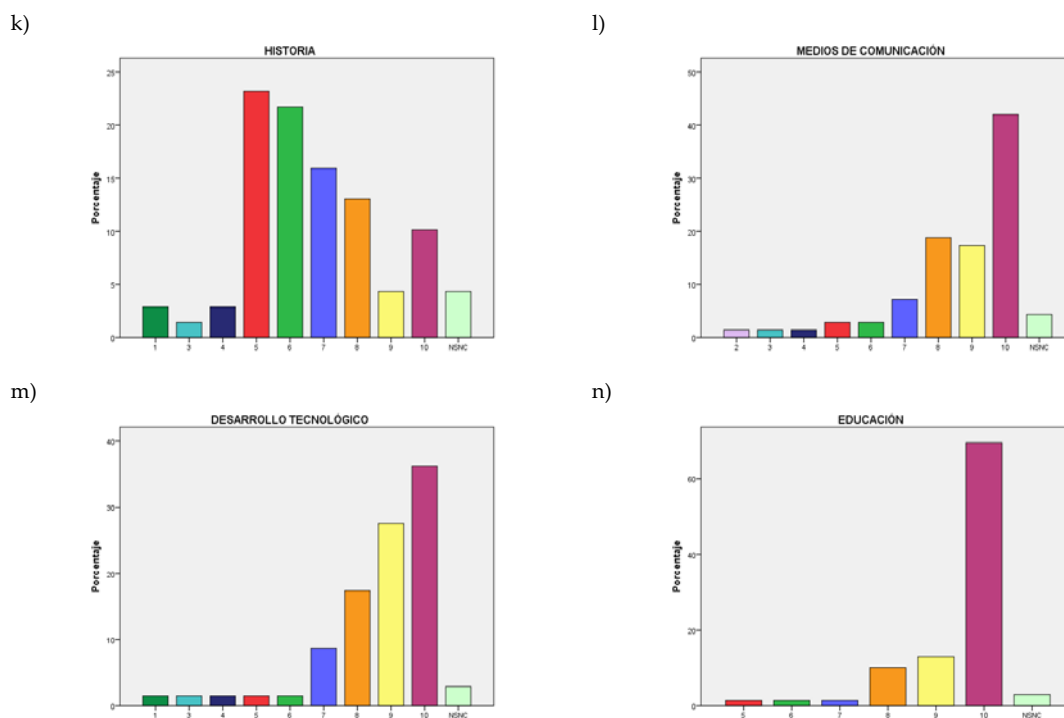 k)
HISTORIA
Porcentaje
25
20
15
10
5
0
1 3 4 5 6 7 8 9 10 NSNC
l)
MEDIOS DE COMUNICACIÓN
Porcentaje
50
40
30
20
10
0
2 3 4 5 6 7 8 9 10 NSNC
m)
DESARROLLO TECNOLÓGICO
Porcentaje
40
30
20
10
0
1 3 4 5 6 7 8 9 10 NSNC
n)
EDUCACIÓN
Porcentaje
60
40
20
0
5 6 7 8 9 10 NSNC